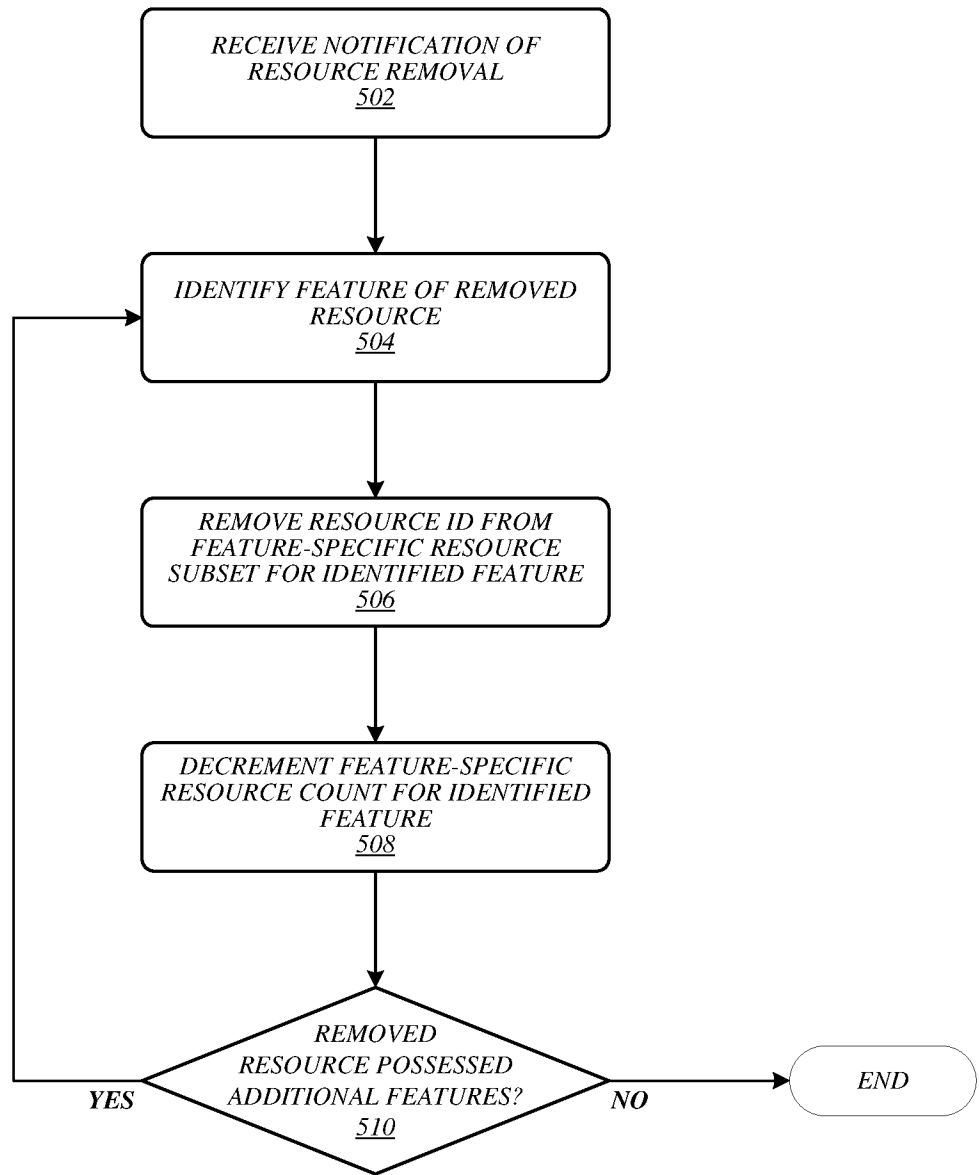 RECEIVE NOTIFICATION OF
RESOURCE REMOVAL
502
IDENTIFY FEATURE OF REMOVED
RESOURCE
504
REMOVE RESOURCE ID FROM
FEATURE-SPECIFIC RESOURCE
SUBSET FOR IDENTIFIED FEATURE
506
DECREMENT FEATURE-SPECIFIC
RESOURCE COUNT FOR IDENTIFIED
FEATURE
508
REMOVED
RESOURCE POSSESSED
ADDITIONAL FEATURES?
510
YES
NO
END